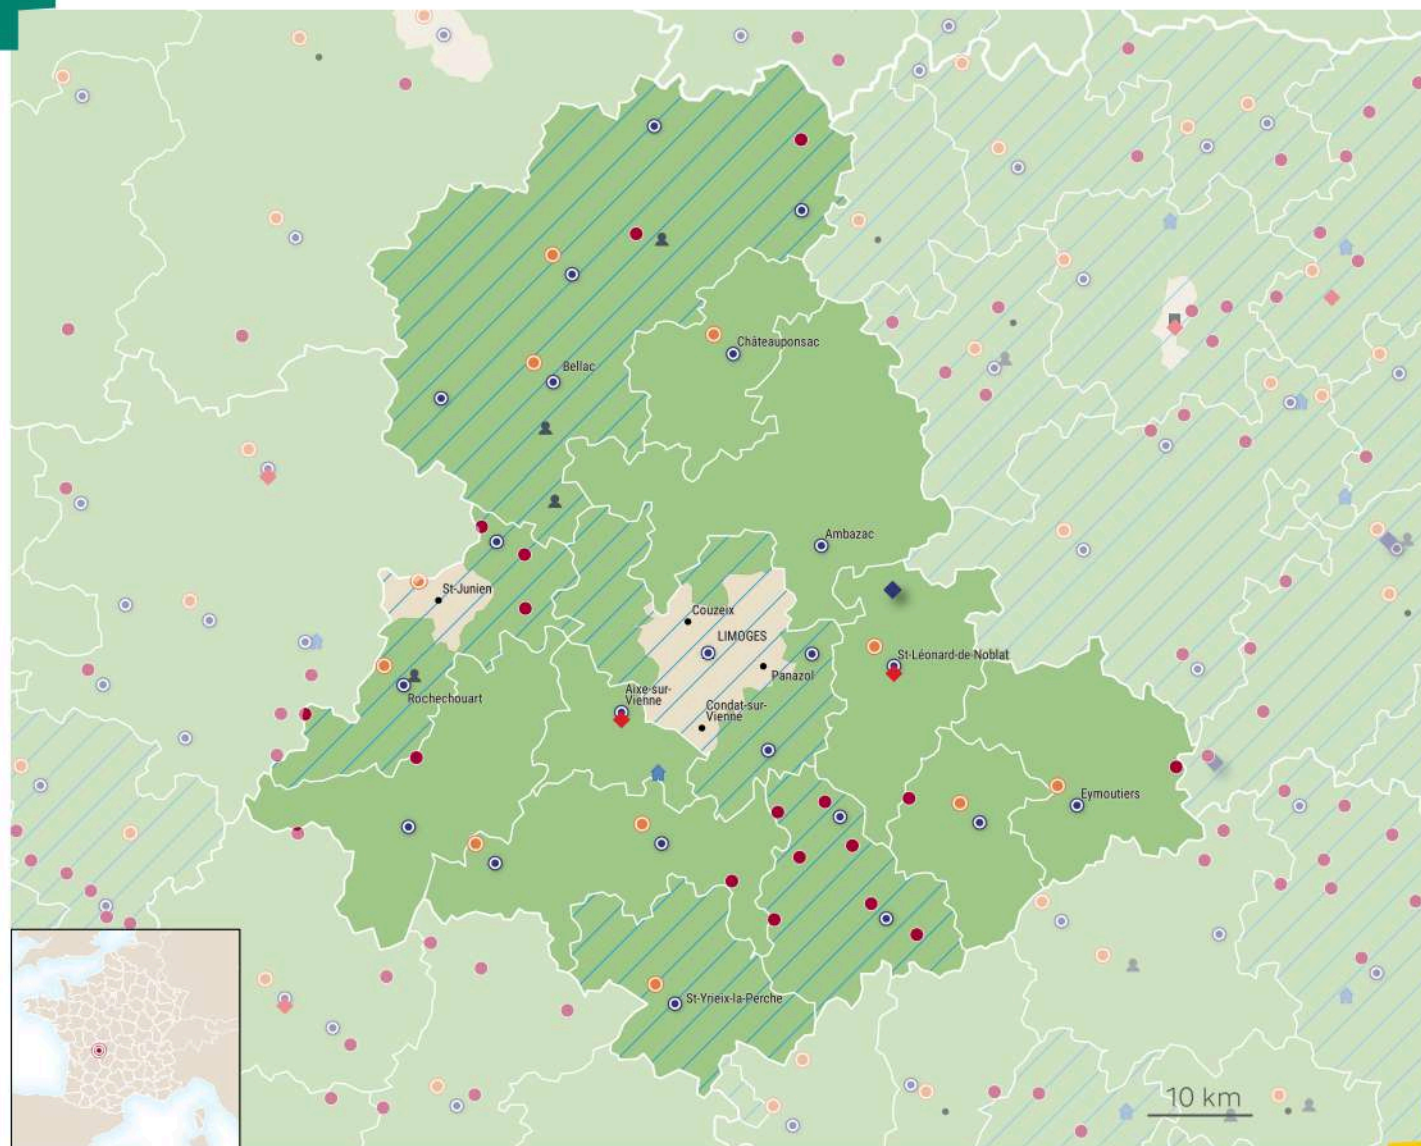 Châteauponsac
Bellac
Ambazac
St-Junien
Couzeix
LIMOGES
St-Léonard-de-Noblat
Panazol
Rochechouart
Aixe-sur-
Vienne
Condat-sur-
Vienne
Eymoutiers
St-Yrieix-la-Perche
10 km